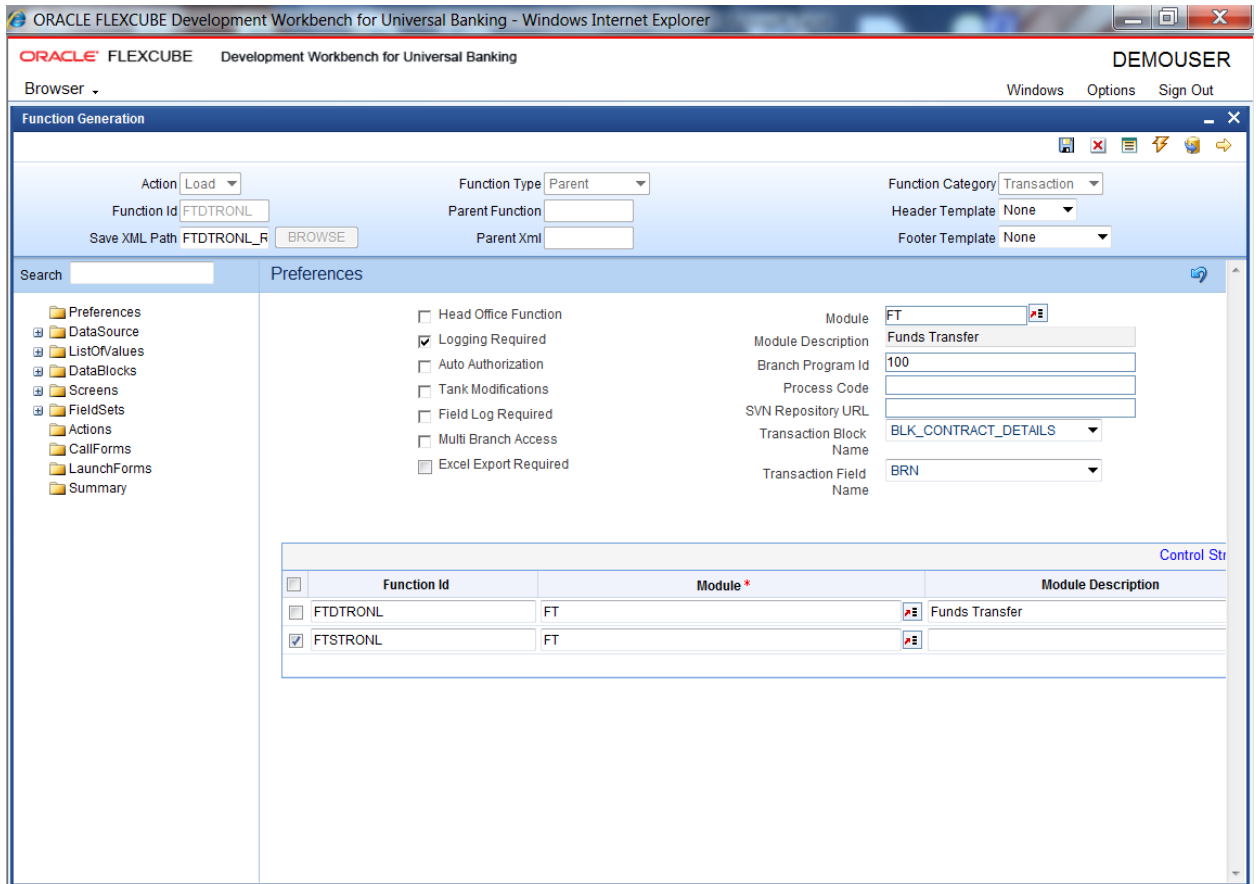 ORACLE FLEXCUBE Development Workbench for Universal Banking - Windows Internet Explorer
ORACLE FLEXCUBE Development Workbench for Universal Banking DEMOUSER
Browser Windows Options Sign Out
Function Generation
Action Load Function Type Parent Function Category Transaction
Function Id FTDTRONL Parent Function Header Template None
Save XML Path FTDTRONL_R BROWSE Parent Xml Footer Template None
Search Preferences
Preferences
DataSource
ListOfValues
DataBlocks
Screens
FieldSets
Actions
CallForms
LaunchForms
Summary
Head Office Function
Logging Required
Auto Authorization
Tank Modifications
Field Log Required
Multi Branch Access
Excel Export Required
Module FT
Module Description Funds Transfer
Branch Program Id 100
Process Code
SVN Repository URL
Transaction Block BLK_CONTRACT_DETAILS
Name
Transaction Field BRN
Name
Control Str
Function Id Module * Module Description
FTDTRONL FT Funds Transfer
FTSTRONL FT